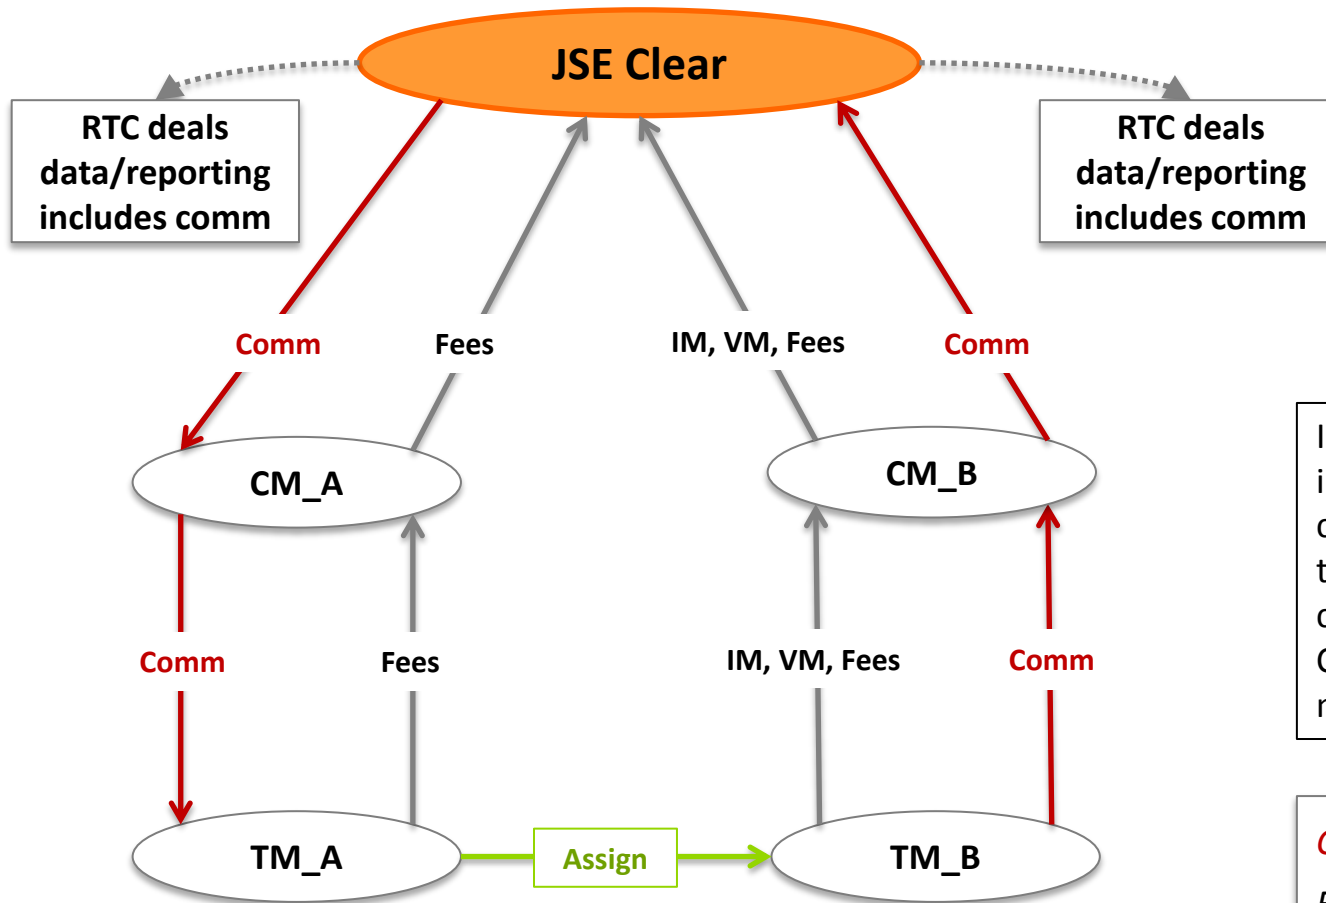 JSE Clear
RTC deals
data/reporting
includes comm
RTC deals
data/reporting
includes comm
Comm
Fees
IM, VM, Fees
Comm
CM_A
CM_B
Comm
Fees
IM, VM, Fees
Comm
TM_A
Assign
TM_B